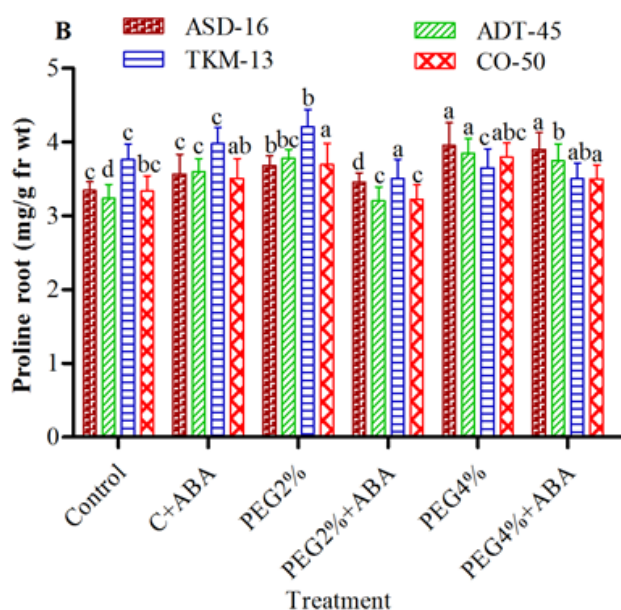 B
ASD-16
ADT-45
TKM-13
CO-50
Proline root (mg/g fr wt)
5
4
3
2
1
0
c d c bc
c c c ab
b bc b a
d c a c
a a c abc
a b ab a
Control
C+ABA
PEG2%
PEG2%+ABA
PEG4%
PEG4%+ABA
Treatment